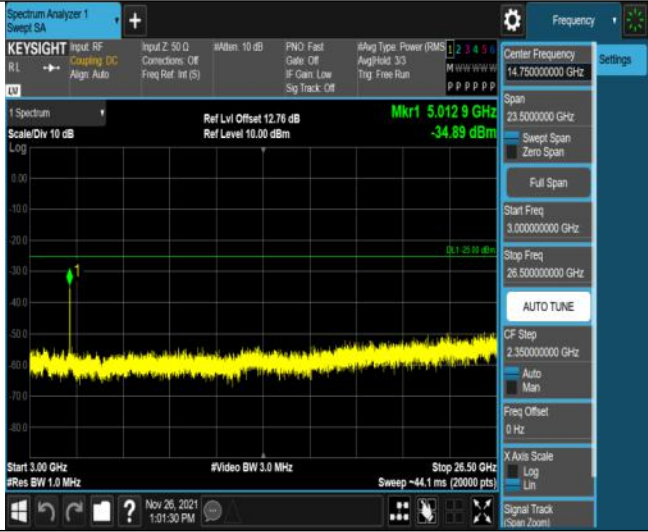 Spectrum Analyzer 1
Swept SA
+
Frequency
KEYSIGHT
RL
LV
Input: RF
Coupling: DC
Align: Auto
Input Z: 50 Ω
Corrections: Off
Freq Ref: Int (S)
#Atten: 10 dB
PNO: Fast
Gate: Off
IF Gain: Low
Sig Track: Off
#Avg Type: Power (RMS
Avg|Hold: 3/3
Trig: Free Run
1 2 3 4 5 6
M W W W W W
P P P P P P
1 Spectrum
Scale/Div 10 dB
Log
Ref Lvl Offset 12.76 dB
Ref Level 10.00 dBm
Mkr1 5.012 9 GHz
-34.89 dBm
0.00
-10.0
-20.0
-30.0
-40.0
-50.0
-60.0
-70.0
-80.0
DL1 -25.00 dBm
1
Start 3.00 GHz
#Res BW 1.0 MHz
#Video BW 3.0 MHz
Stop 26.50 GHz
Sweep ~44.1 ms (20000 pts)
?
Nov 26, 2021
1:01:30 PM
Center Frequency
14.750000000 GHz
Span
23.5000000 GHz
Swept Span
Zero Span
Full Span
Start Freq
3.000000000 GHz
Stop Freq
26.500000000 GHz
AUTO TUNE
CF Step
2.350000000 GHz
Auto
Man
Freq Offset
0 Hz
X Axis Scale
Log
Lin
Signal Track
(Span Zoom)
Settings